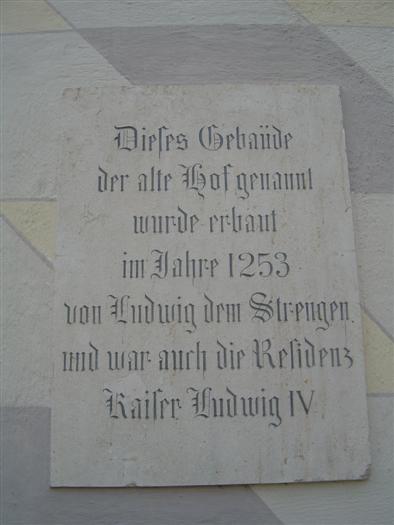 Dieses Gebaüde
der alte Hof genannt
wurde erbaut
im Jahre 1253
von Ludwig dem Strengen
und war auch die Residenz
Kaiser Ludwig IV